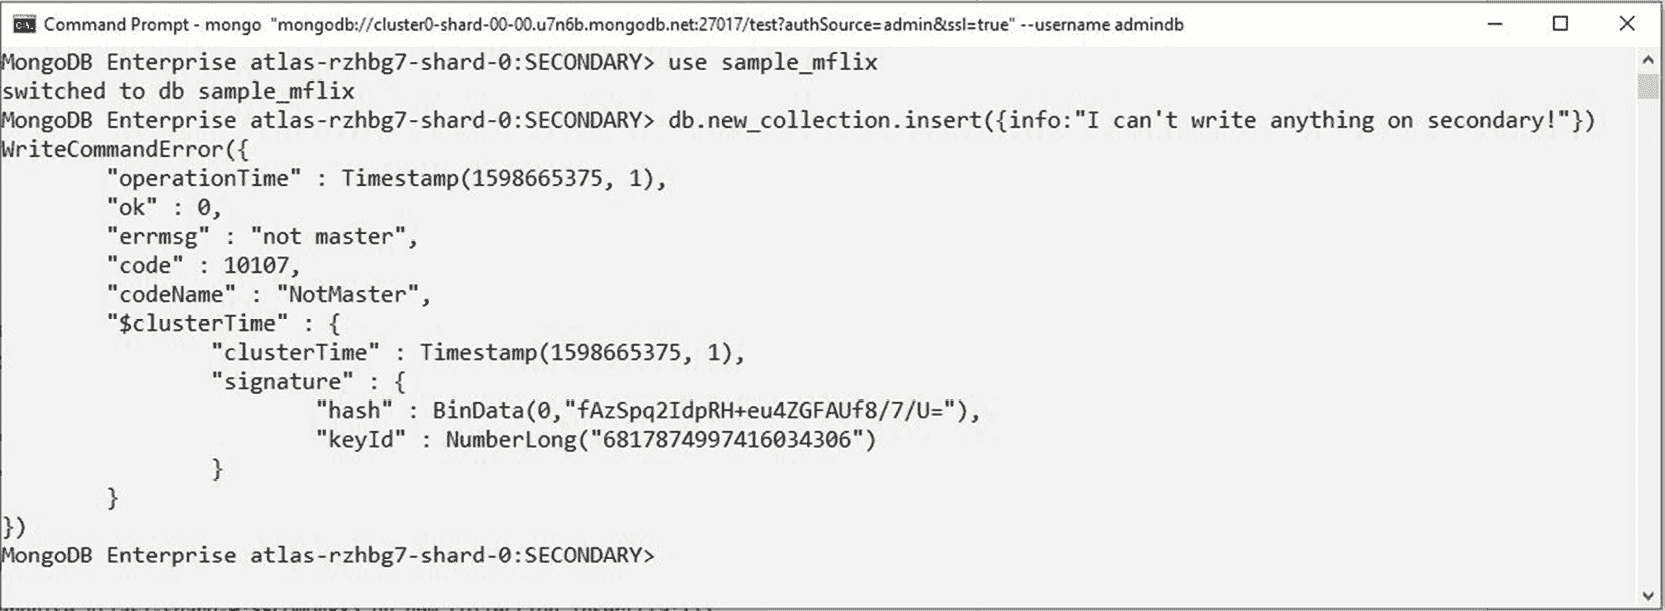 Command Prompt - mongo "mongodb://cluster0-shard-00-00.u7n6b.mongodb.net:27017/test?authSource=admin&ssl=true" --username admindb
MongoDB Enterprise atlas-rzhbg7-shard-0:SECONDARY> use sample_mflix
switched to db sample_mflix
MongoDB Enterprise atlas-rzhbg7-shard-0:SECONDARY> db.new_collection.insert({info:"I can't write anything on secondary!"})
WriteCommandError({
        "operationTime" : Timestamp(1598665375, 1),
        "ok" : 0,
        "errmsg" : "not master",
        "code" : 10107,
        "codeName" : "NotMaster",
        "$clusterTime" : {
                "clusterTime" : Timestamp(1598665375, 1),
                "signature" : {
                        "hash" : BinData(0,"fAzSpq2IdpRH+eu4ZGFAUf8/7/U="),
                        "keyId" : NumberLong("6817874997416034306")
                }
        }
})
MongoDB Enterprise atlas-rzhbg7-shard-0:SECONDARY>